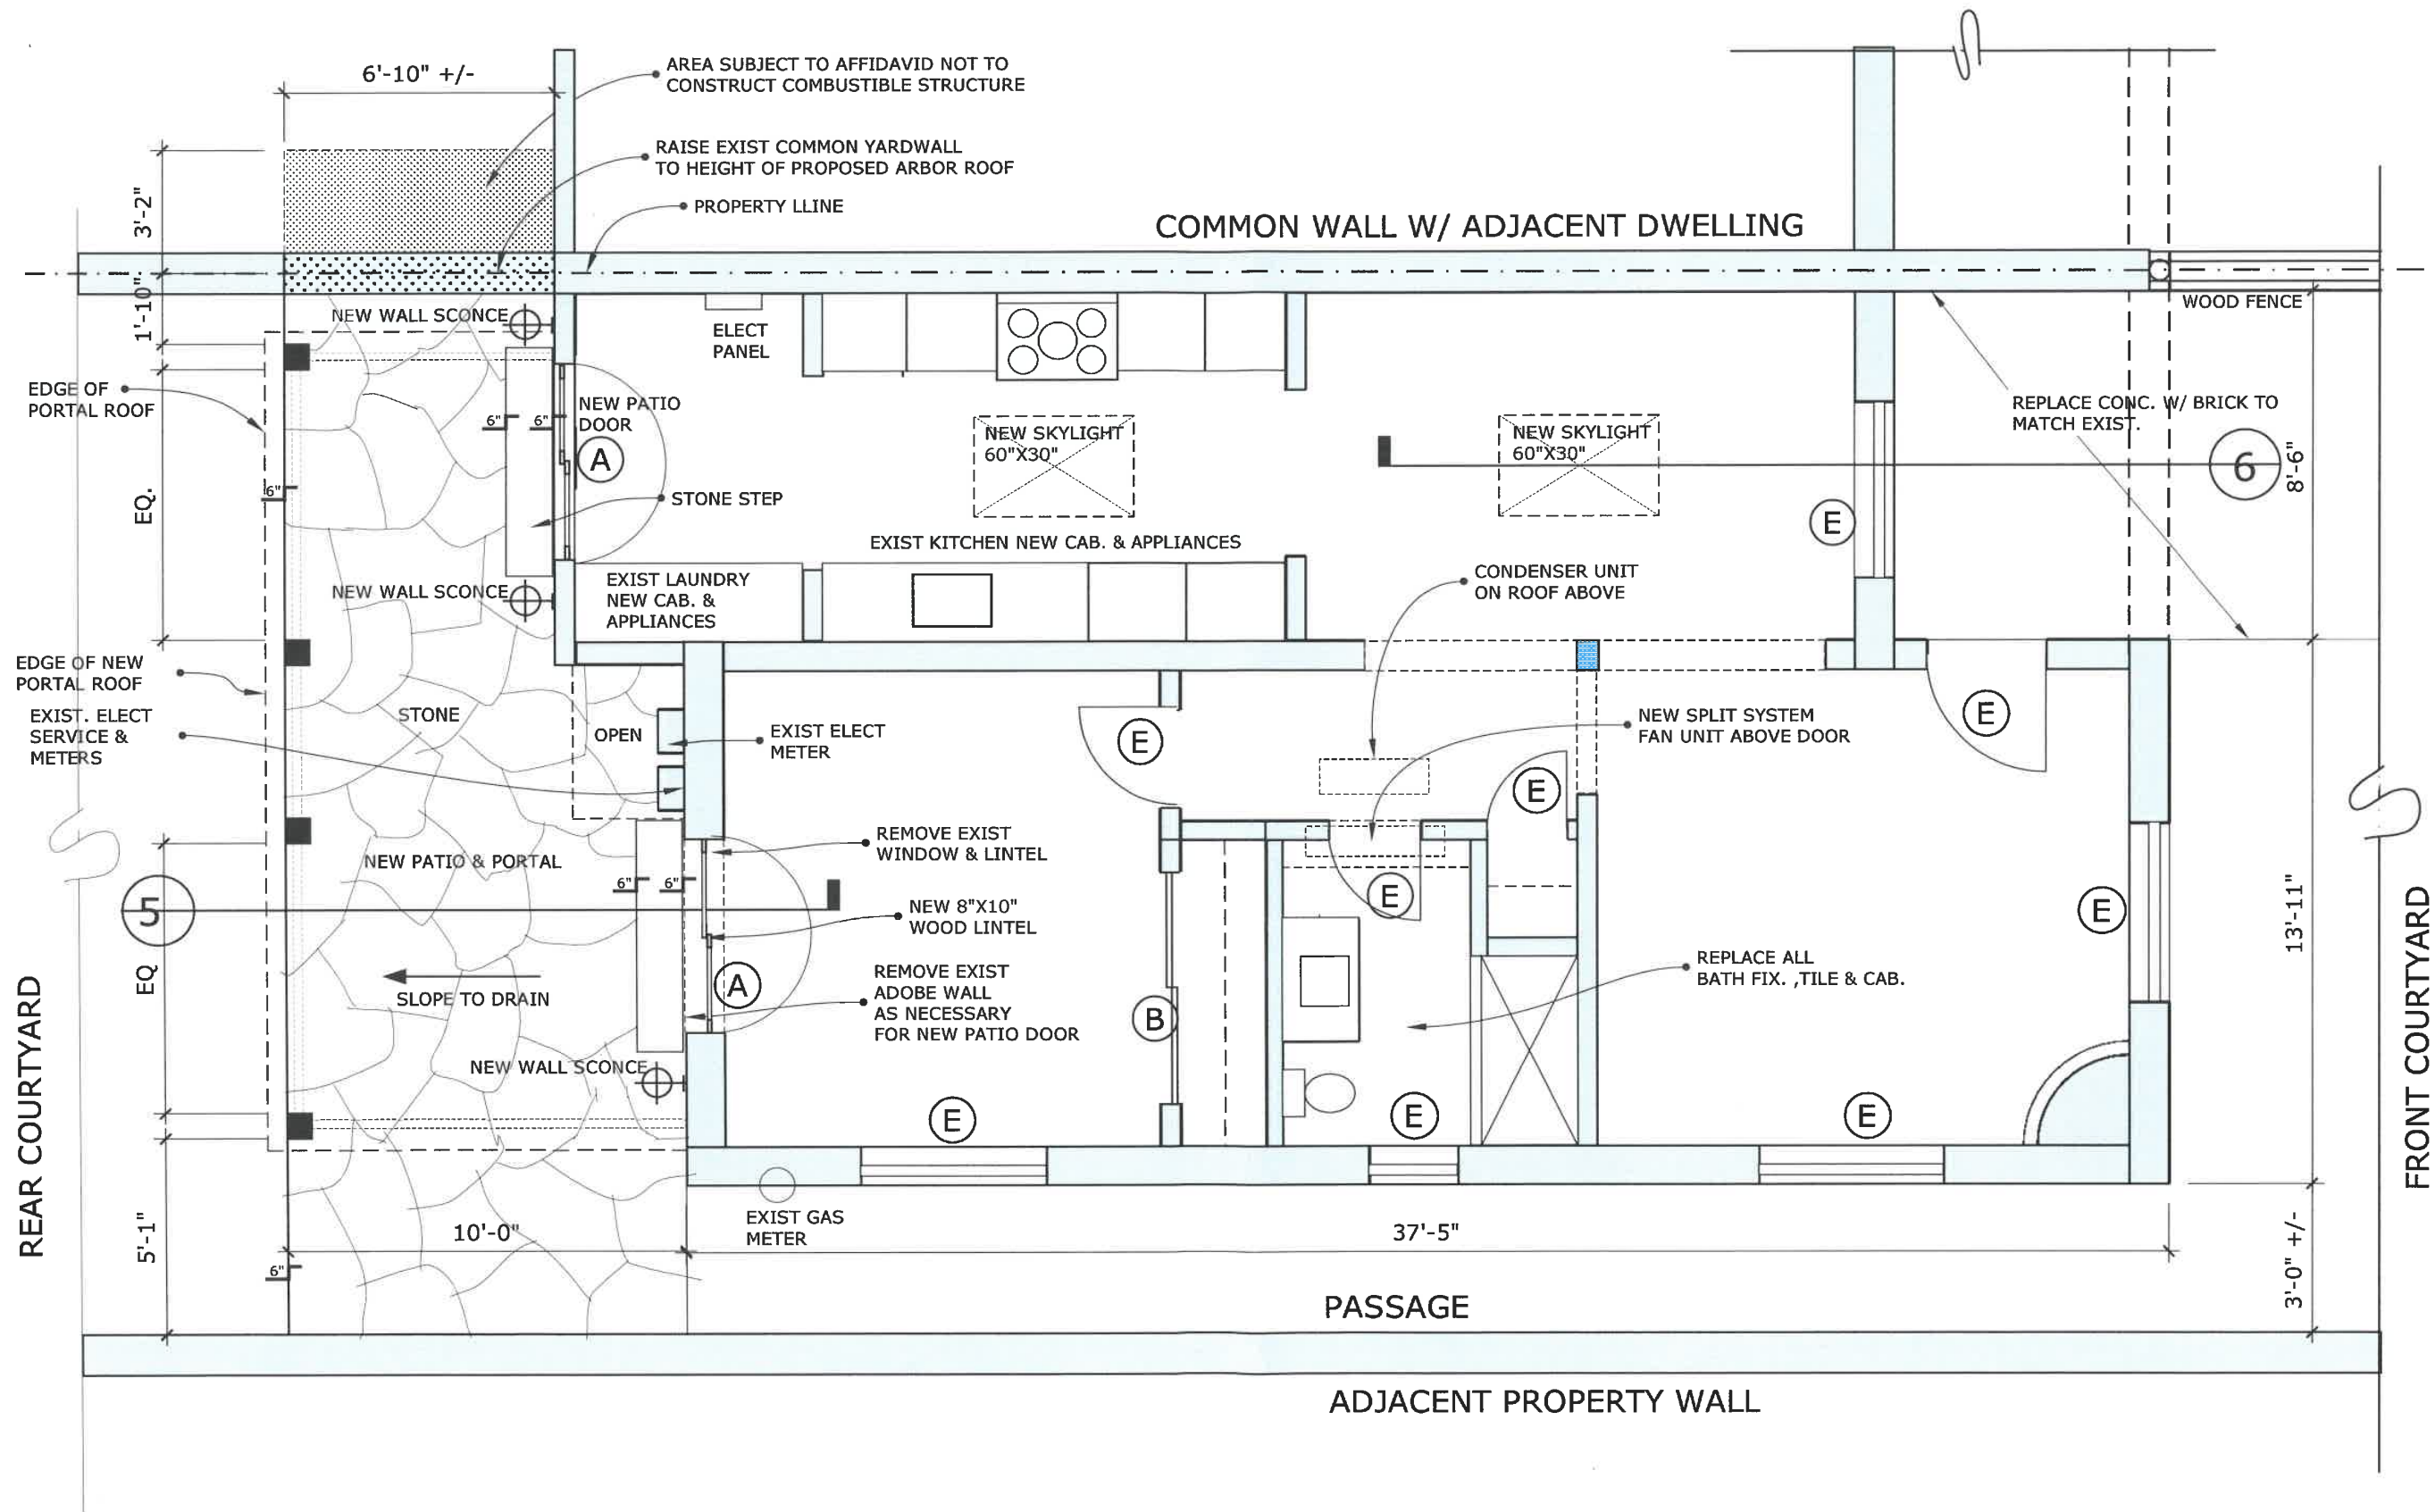 6'-10" +/-
AREA SUBJECT TO AFFIDAVID NOT TO
CONSTRUCT COMBUSTIBLE STRUCTURE
RAISE EXIST COMMON YARDWALL
TO HEIGHT OF PROPOSED ARBOR ROOF
PROPERTY LLINE
COMMON WALL W/ ADJACENT DWELLING
3'-2"
1'-10"
WOOD FENCE
NEW WALL SCONCE
ELECT
PANEL
EDGE OF
PORTAL ROOF
NEW PATIO
DOOR
6"
6"
A
NEW SKYLIGHT
60"X30"
NEW SKYLIGHT
60"X30"
REPLACE CONC. W/ BRICK TO
MATCH EXIST.
6
8'-6"
6"
EQ.
STONE STEP
E
EXIST KITCHEN NEW CAB. & APPLIANCES
NEW WALL SCONCE
EXIST LAUNDRY
NEW CAB. &
APPLIANCES
CONDENSER UNIT
ON ROOF ABOVE
EDGE OF NEW
PORTAL ROOF
EXIST. ELECT
SERVICE &
METERS
STONE
OPEN
EXIST ELECT
METER
E
NEW SPLIT SYSTEM
FAN UNIT ABOVE DOOR
E
E
REMOVE EXIST
WINDOW & LINTEL
NEW PATIO & PORTAL
6"
6"
5
E
E
NEW 8"X10"
WOOD LINTEL
13'-11"
EQ
SLOPE TO DRAIN
A
REMOVE EXIST
ADOBE WALL
AS NECESSARY
FOR NEW PATIO DOOR
B
REPLACE ALL
BATH FIX. ,TILE & CAB.
NEW WALL SCONCE
E
E
E
REAR COURTYARD
FRONT COURTYARD
5'-1"
10'-0"
EXIST GAS
METER
37'-5"
3'-0" +/-
6"
PASSAGE
ADJACENT PROPERTY WALL